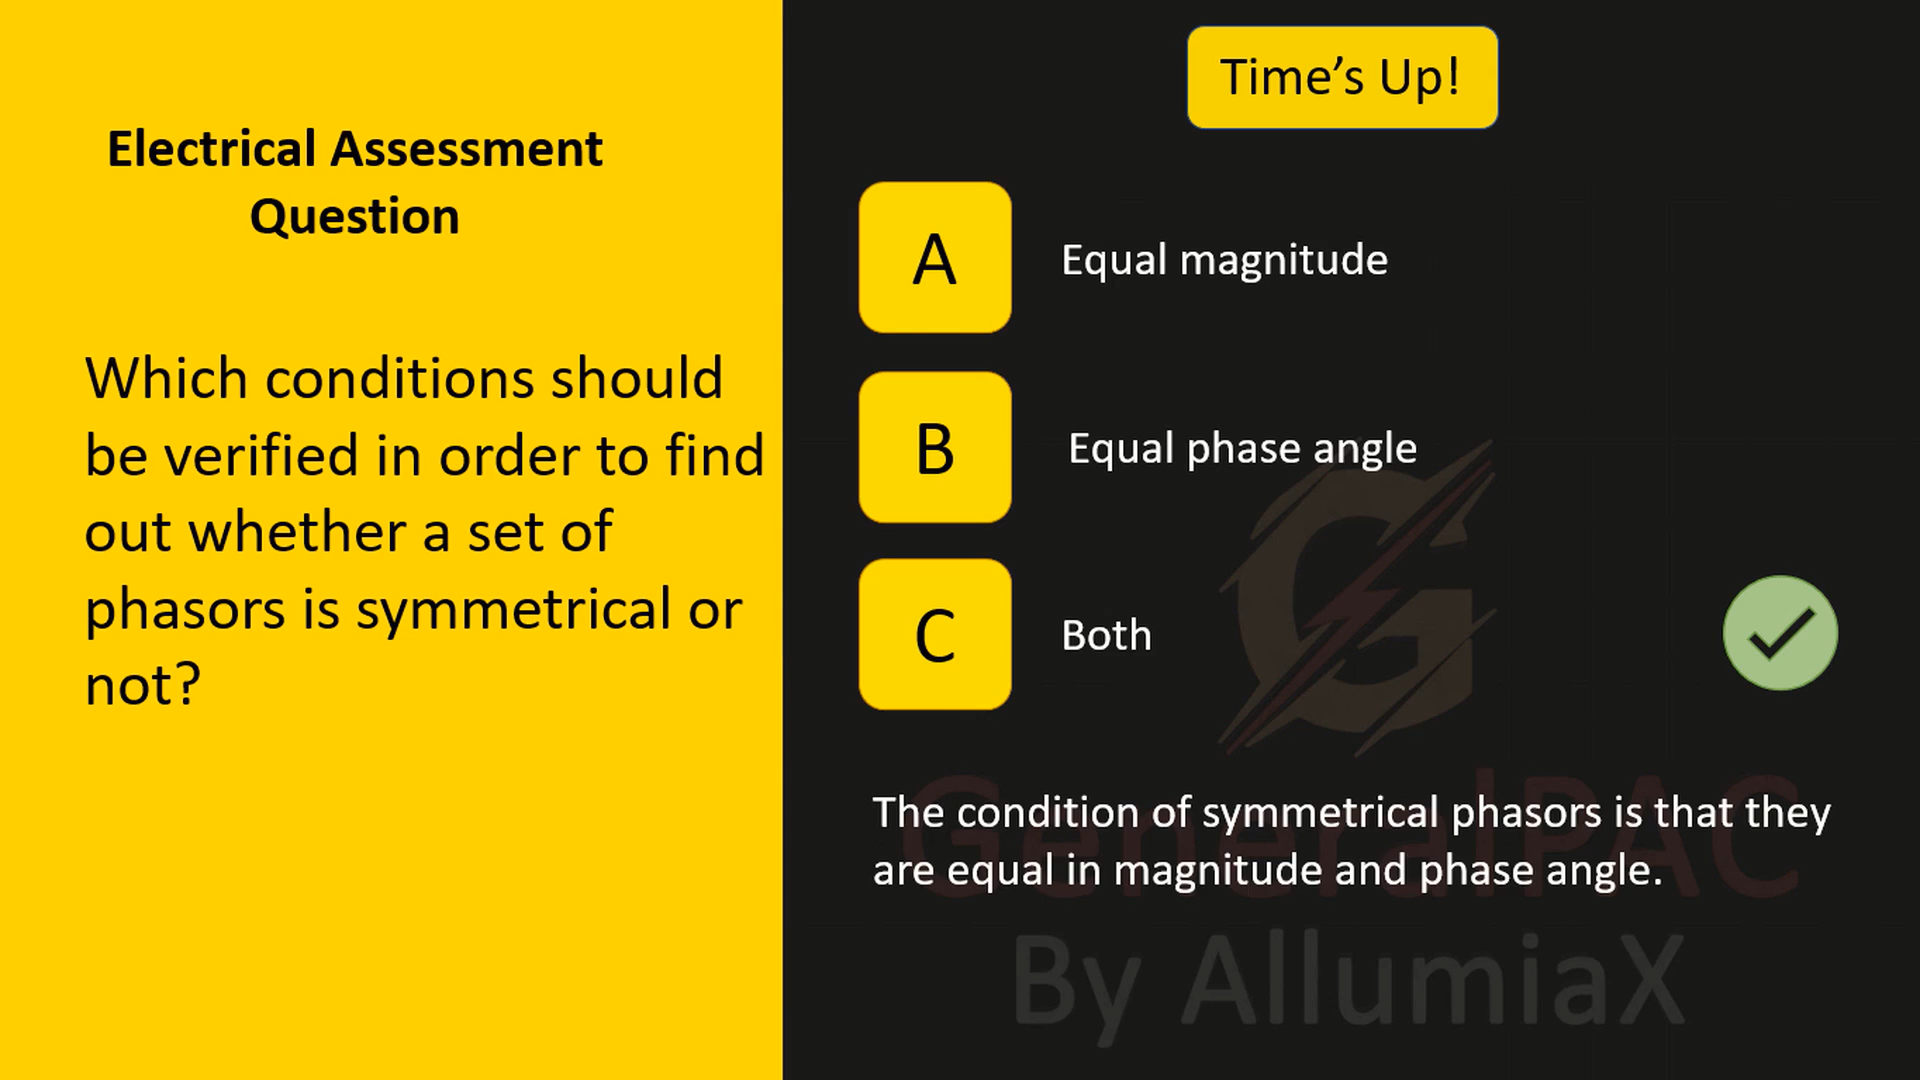 Electrical Assessment
Question
Which conditions should
be verified in order to find
out whether a set of
phasors is symmetrical or
not?
Time’s Up!
A
Equal magnitude
B
Equal phase angle
C
Both
The condition of symmetrical phasors is that they
are equal in magnitude and phase angle.
G
GeneralPAC
By AllumiaX